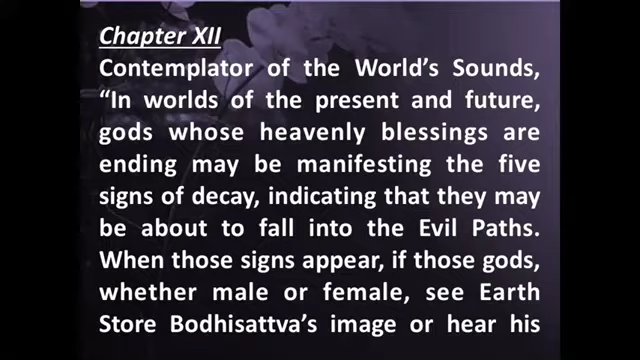 Chapter XII
Contemplator of the World’s Sounds,
“In worlds of the present and future,
gods whose heavenly blessings are
ending may be manifesting the five
signs of decay, indicating that they may
be about to fall into the Evil Paths.
When those signs appear, if those gods,
whether male or female, see Earth
Store Bodhisattva’s image or hear his